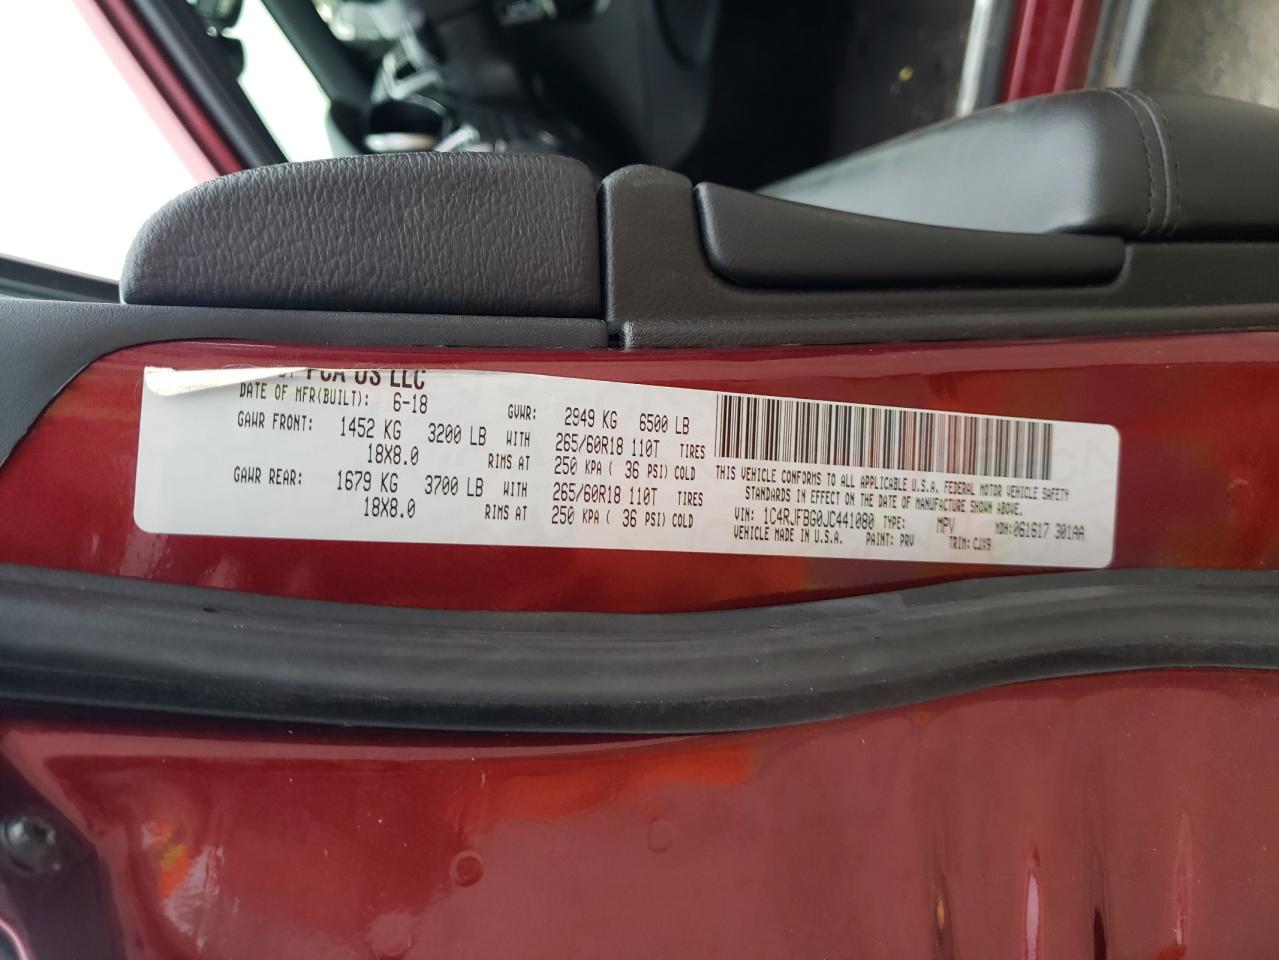 FCA US LLC
DATE OF MFR(BUILT): 6-18 GVWR: 2949 KG 6500 LB
GAWR FRONT: 1452 KG 3200 LB WITH 265/60R18 110T TIRES
18X8.0 RIMS AT 250 KPA ( 36 PSI) COLD
GAWR REAR: 1679 KG 3700 LB WITH 265/60R18 110T TIRES
18X8.0 RIMS AT 250 KPA ( 36 PSI) COLD
THIS VEHICLE CONFORMS TO ALL APPLICABLE U.S.A. FEDERAL MOTOR VEHICLE SAFETY
STANDARDS IN EFFECT ON THE DATE OF MANUFACTURE SHOWN ABOVE.
VIN: 1C4RJFBG0JC441080 TYPE: MPV MDH:061617 301AA
VEHICLE MADE IN U.S.A. PAINT: PRV TRIM: CJX9